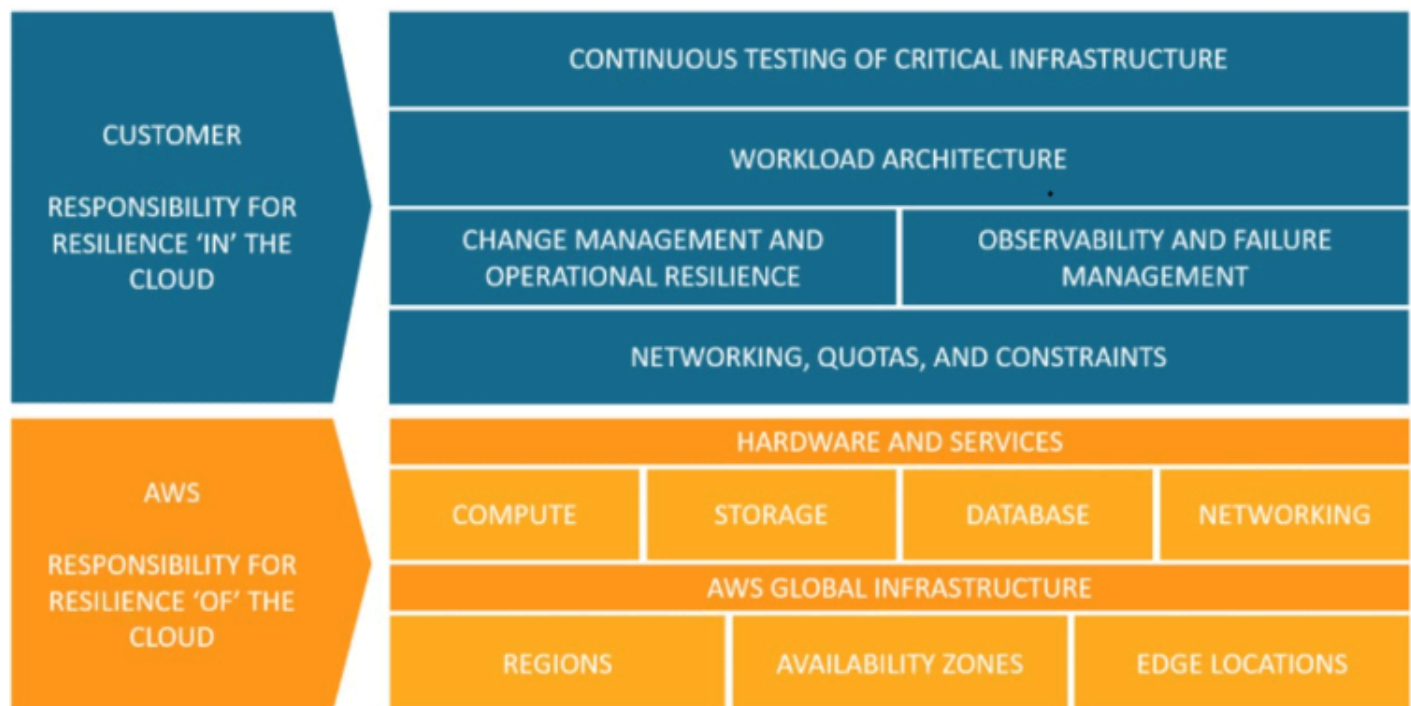 CUSTOMER
RESPONSIBILITY FOR
RESILIENCE ‘IN’ THE
CLOUD
CONTINUOUS TESTING OF CRITICAL INFRASTRUCTURE
WORKLOAD ARCHITECTURE
CHANGE MANAGEMENT AND
OPERATIONAL RESILIENCE
OBSERVABILITY AND FAILURE
MANAGEMENT
NETWORKING, QUOTAS, AND CONSTRAINTS
AWS
RESPONSIBILITY FOR
RESILIENCE ‘OF’ THE
CLOUD
HARDWARE AND SERVICES
COMPUTE
STORAGE
DATABASE
NETWORKING
AWS GLOBAL INFRASTRUCTURE
REGIONS
AVAILABILITY ZONES
EDGE LOCATIONS